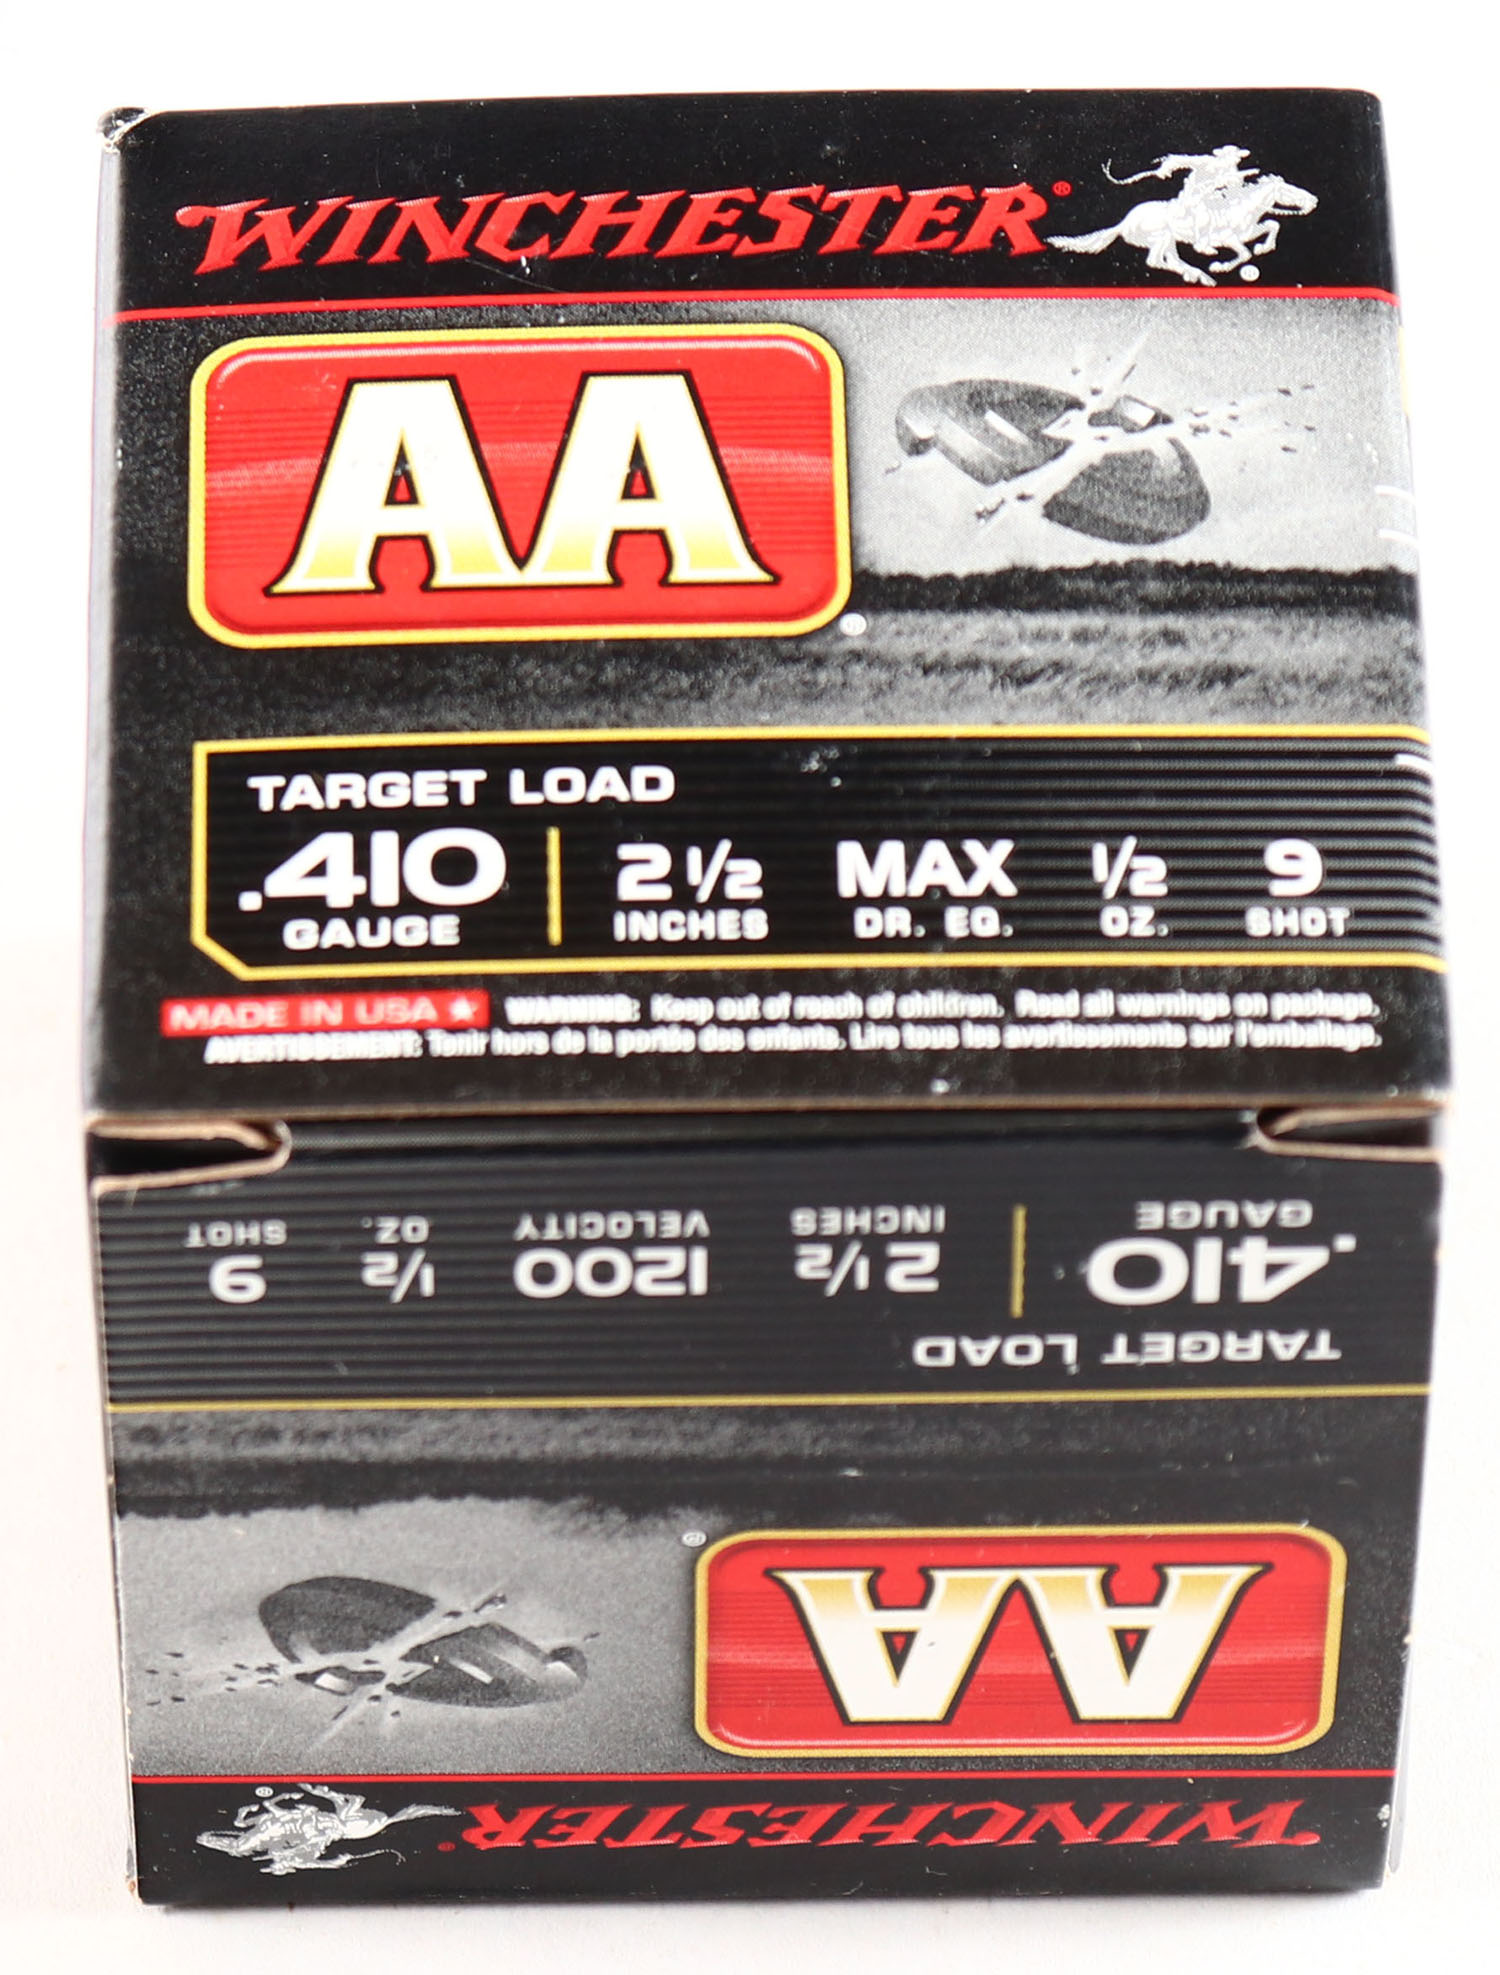 WINCHESTER®
®
AA
®
TARGET LOAD
.410 2 1/2 MAX 1/2 9
GAUGE INCHES DR. EQ. OZ. SHOT
MADE IN USA ★ WARNING: Keep out of reach of children. Read all warnings on package.
AVERTISSEMENT: Tenir hors de la portée des enfants. Lire tous les avertissements sur l'emballage.
TARGET LOAD
.410 2 1/2 1200 1/2 9
GAUGE INCHES VELOCITY OZ. SHOT
AA
®
WINCHESTER®
®